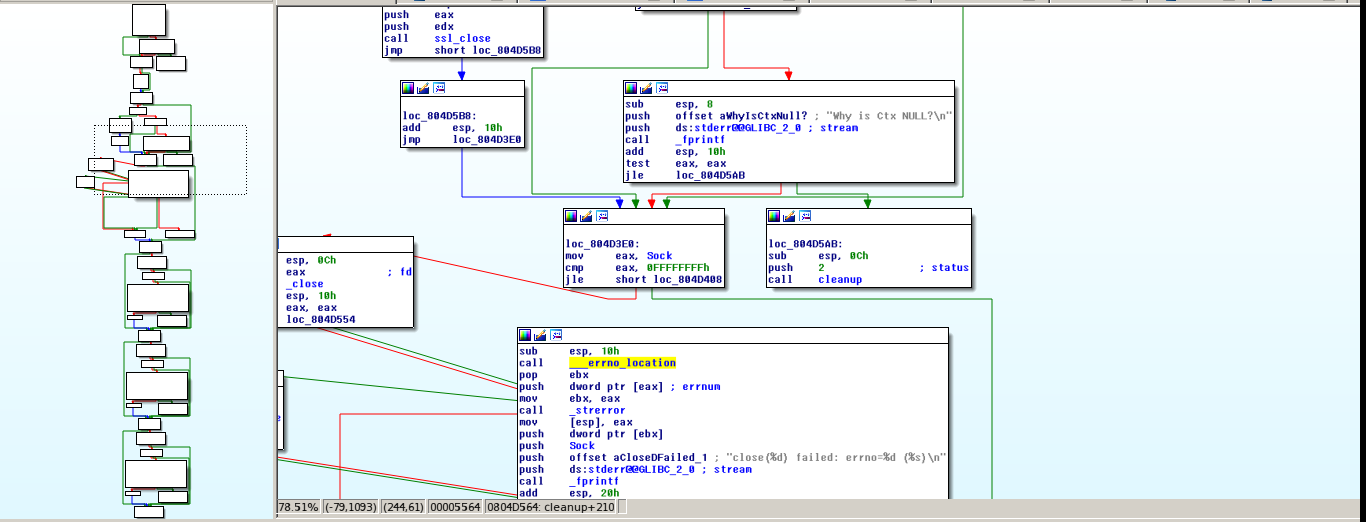 push    eax
push    edx
call    ssl_close
jmp     short loc_804D5B8
loc_804D5B8:
add     esp, 10h
jmp     loc_804D3E0
sub     esp, 8
push    offset aWhyIsCtxNull? ; "Why is Ctx NULL?\n"
push    ds:stderr@@GLIBC_2_0 ; stream
call    _fprintf
add     esp, 10h
test    eax, eax
jle     loc_804D5AB
loc_804D3E0:
mov     eax, Sock
cmp     eax, 0FFFFFFFFh
jle     short loc_804D408
loc_804D5AB:
sub     esp, 0Ch
push    2               ; status
call    cleanup
esp, 0Ch
eax             ; fd
_close
esp, 10h
eax, eax
loc_804D554
sub     esp, 10h
call    ___errno_location
pop     ebx
push    dword ptr [eax] ; errnum
mov     ebx, eax
call    _strerror
mov     [esp], eax
push    dword ptr [ebx]
push    Sock
push    offset aCloseDFailed_1 ; "close(%d) failed: errno=%d (%s)\n"
push    ds:stderr@@GLIBC_2_0 ; stream
call    _fprintf
add     esp, 20h
78.51% (-79,1093) (244,61) 00005564 0804D564: cleanup+210